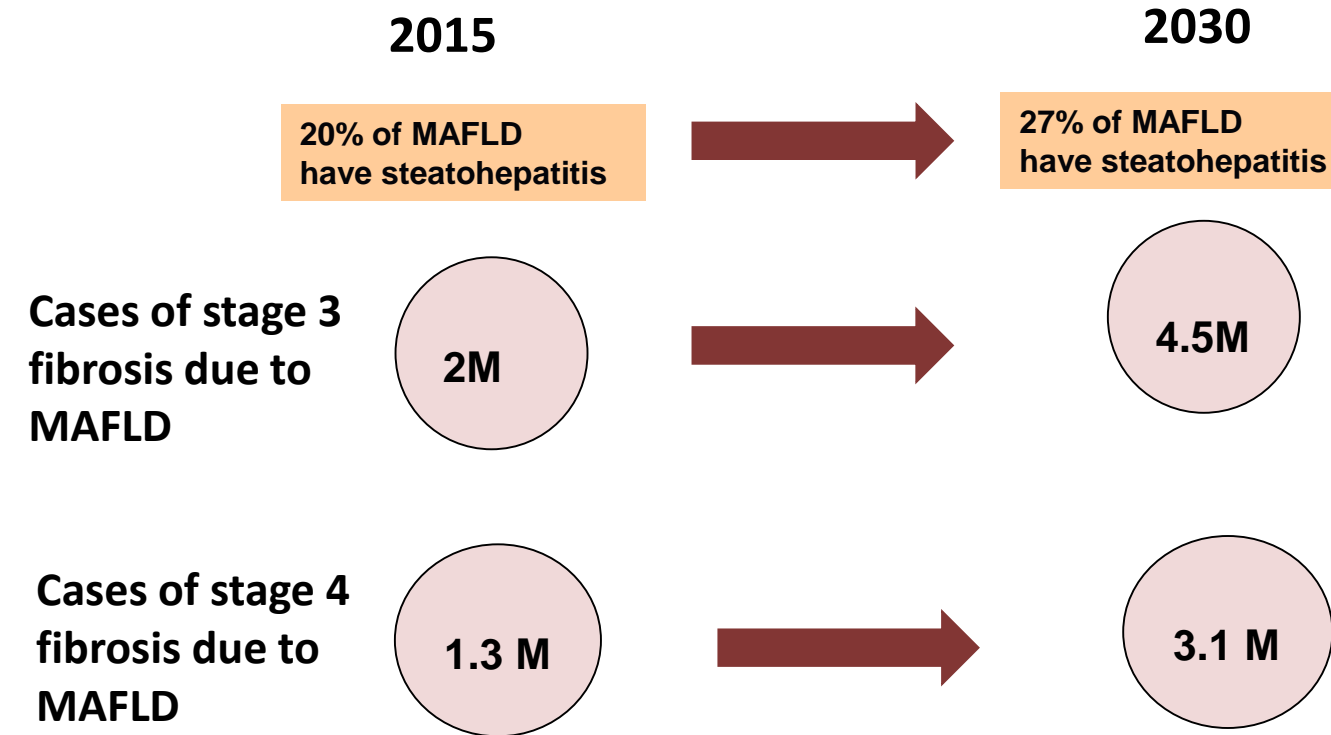 2015
2030
20% of MAFLD
have steatohepatitis
27% of MAFLD
have steatohepatitis
Cases of stage 3
fibrosis due to
MAFLD
2M
4.5M
Cases of stage 4
fibrosis due to
MAFLD
1.3 M
3.1 M